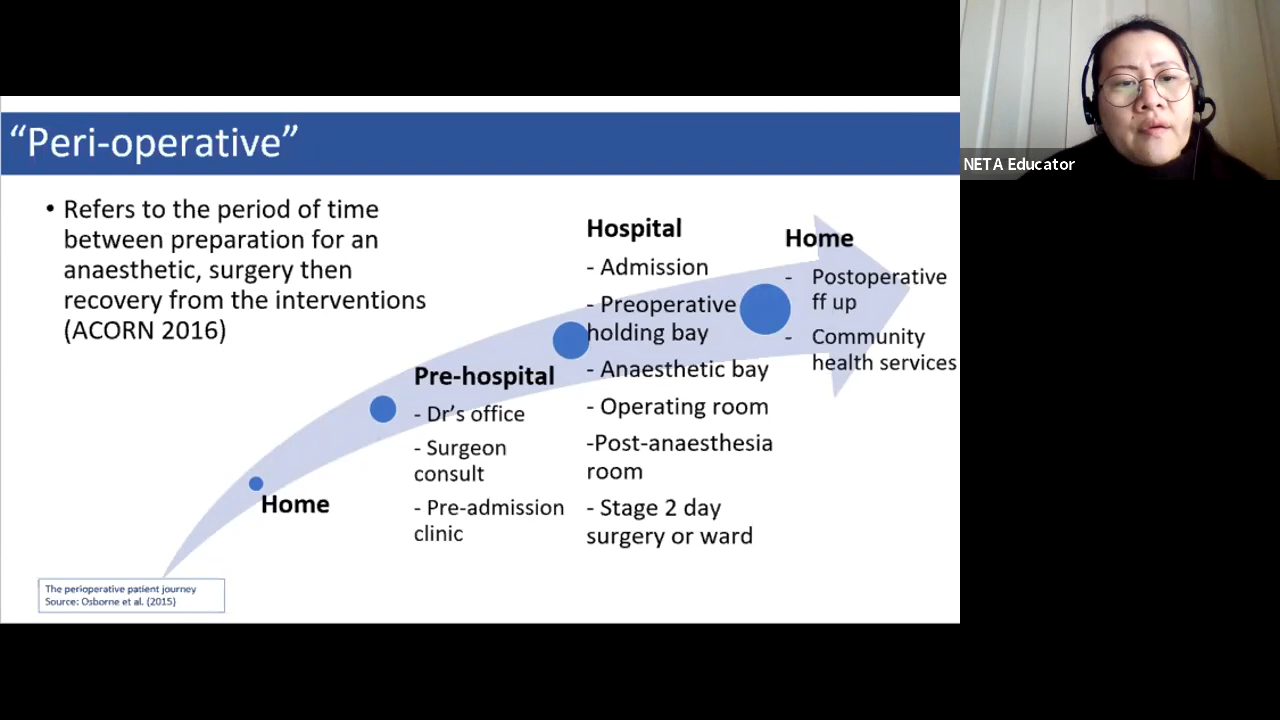 “Peri-operative”
• Refers to the period of time
between preparation for an
anaesthetic, surgery then
recovery from the interventions
(ACORN 2016)
Home
Pre-hospital
- Dr’s office
- Surgeon
consult
- Pre-admission
clinic
Hospital
- Admission
- Preoperative
holding bay
- Anaesthetic bay
- Operating room
-Post-anaesthesia
room
- Stage 2 day
surgery or ward
Home
- Postoperative
ff up
- Community
health services
The perioperative patient journey
Source: Osborne et al. (2015)
NETA Educator